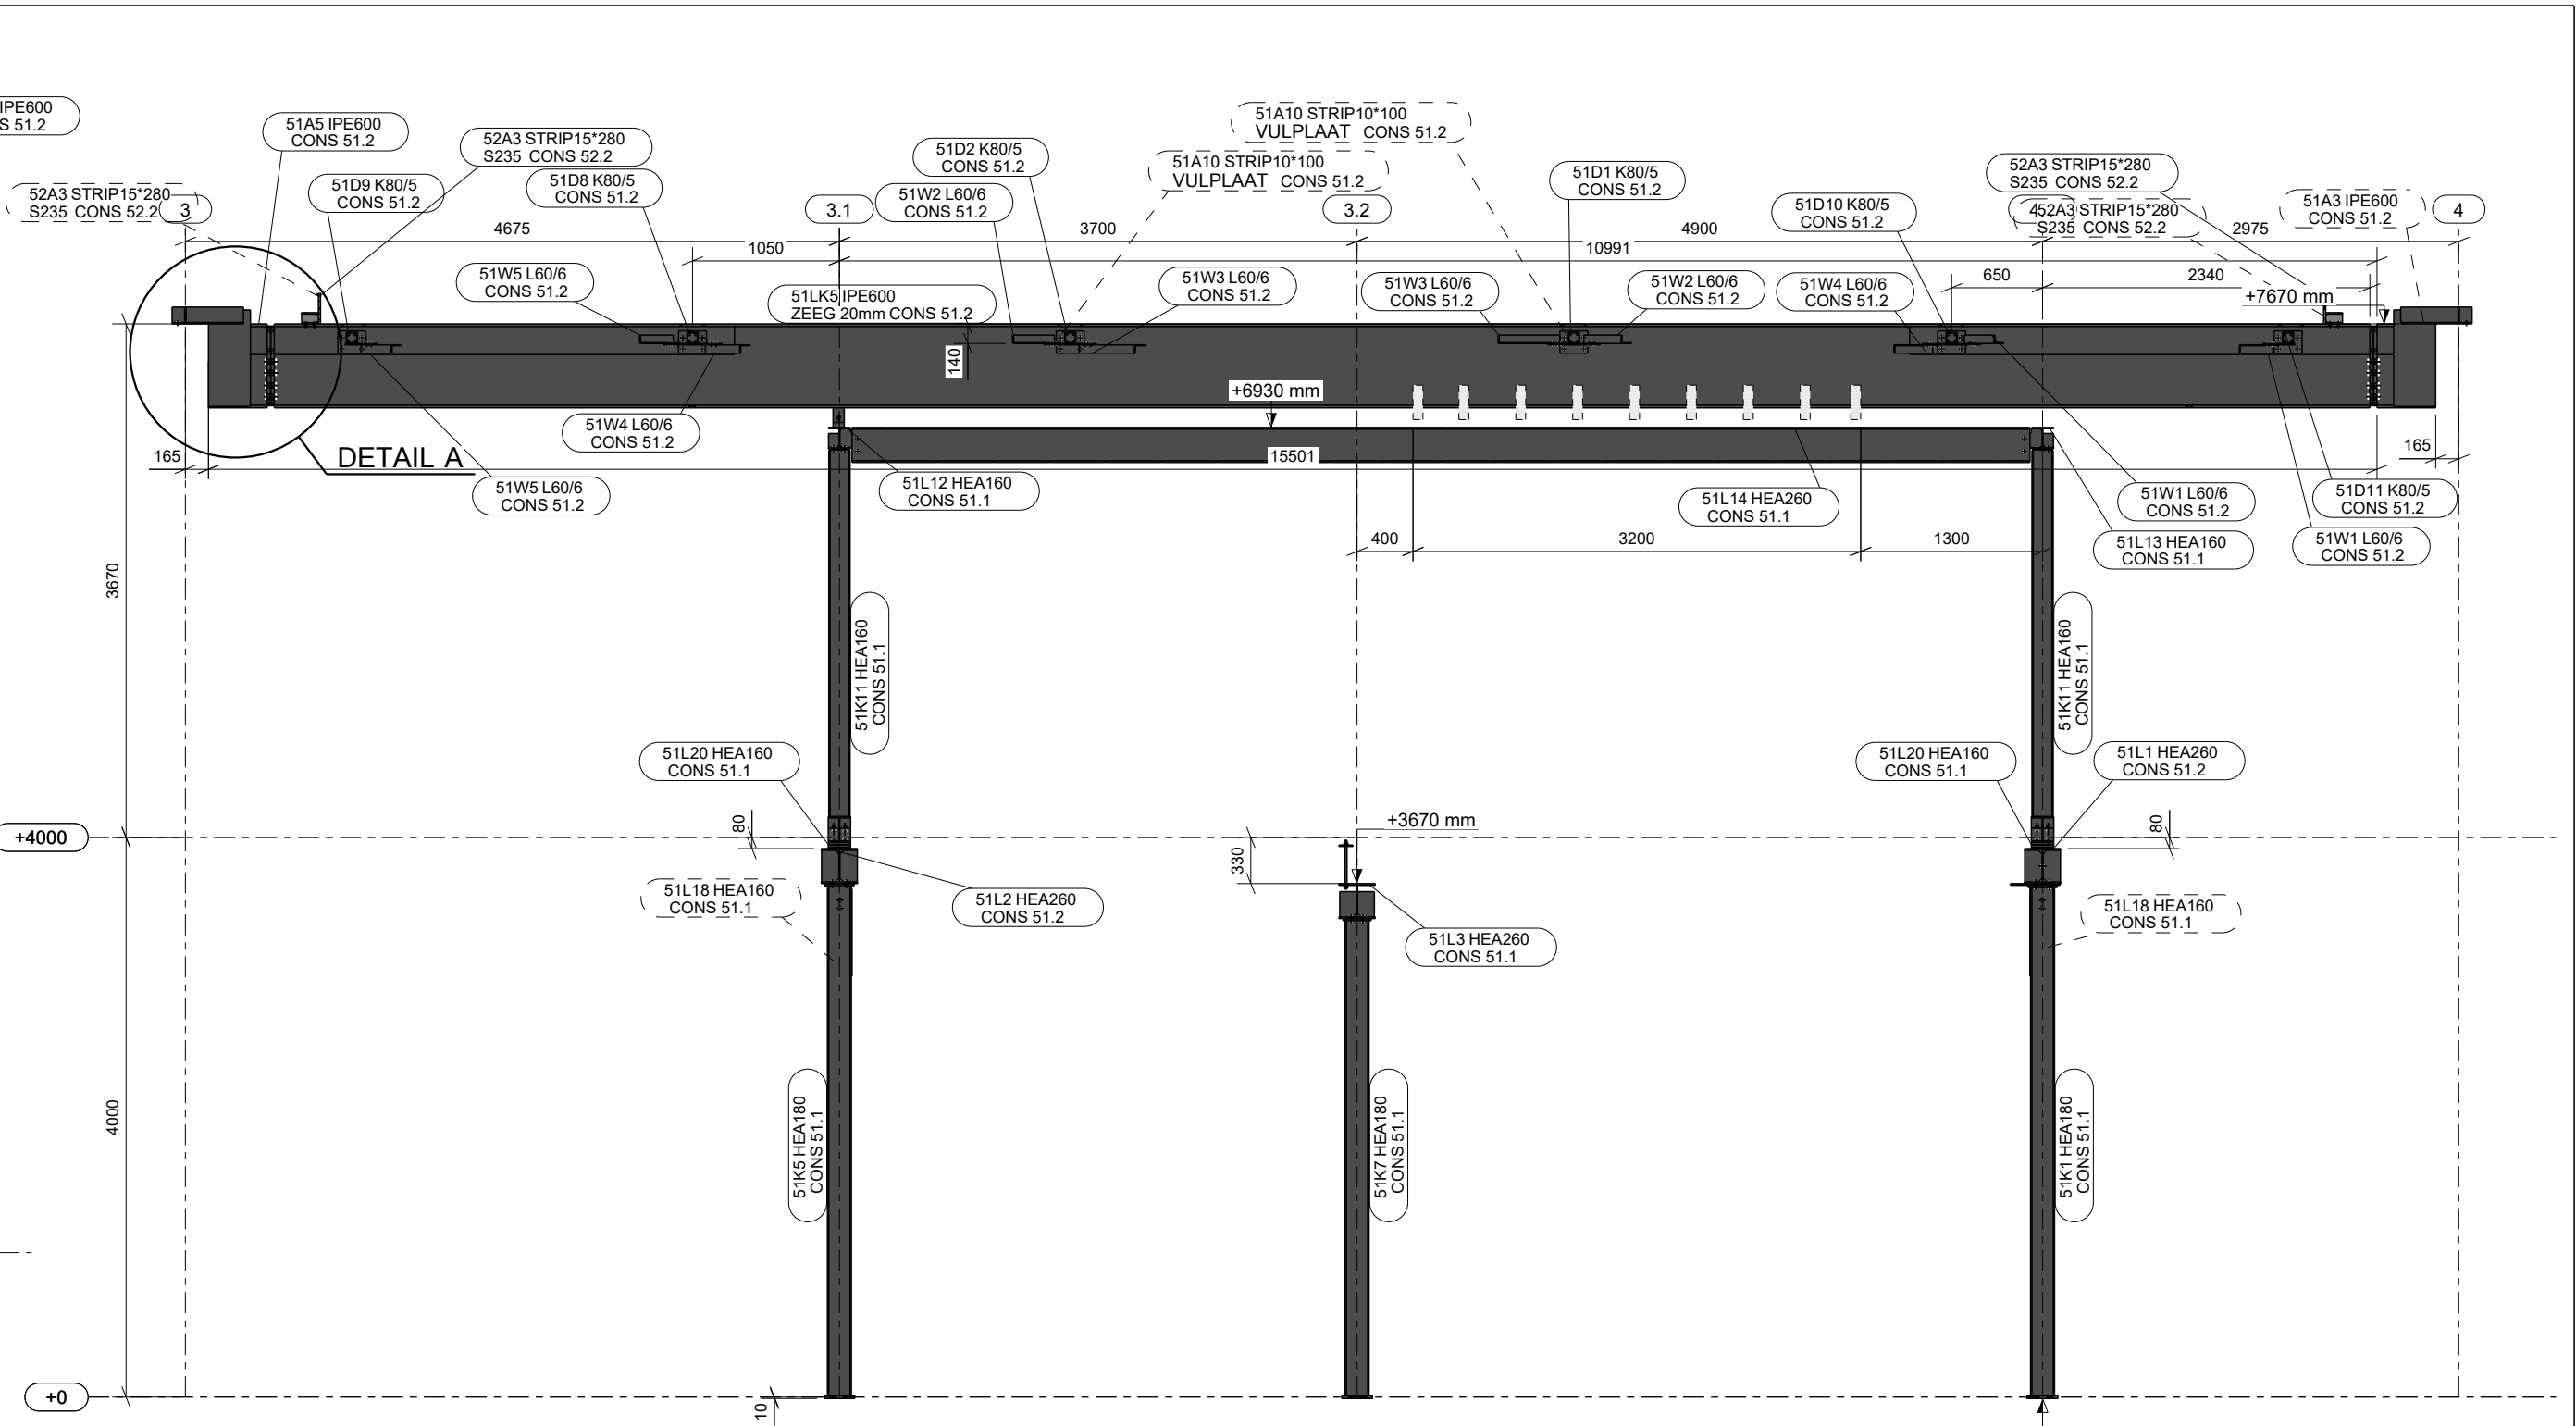 IPE600
S 51.2
51A5 IPE600
CONS 51.2
52A3 STRIP15*280
S235 CONS 52.2
51D2 K80/5
CONS 51.2
51A10 STRIP10*100
VULPLAAT CONS 51.2
51A10 STRIP10*100
VULPLAAT CONS 51.2
51D1 K80/5
CONS 51.2
52A3 STRIP15*280
S235 CONS 52.2
52A3 STRIP15*280
S235 CONS 52.2
3
51D9 K80/5
CONS 51.2
51D8 K80/5
CONS 51.2
3.1
51W2 L60/6
CONS 51.2
3.2
51D10 K80/5
CONS 51.2
52A3 STRIP15*280
S235 CONS 52.2
51A3 IPE600
CONS 51.2
4
4675
3700
4900
2975
1050
10991
51W5 L60/6
CONS 51.2
51LK5 IPE600
ZEEG 20mm CONS 51.2
51W3 L60/6
CONS 51.2
51W3 L60/6
CONS 51.2
51W2 L60/6
CONS 51.2
51W4 L60/6
CONS 51.2
650
2340
+7670 mm
140
+6930 mm
51W4 L60/6
CONS 51.2
165
DETAIL A
15501
165
51W5 L60/6
CONS 51.2
51L12 HEA160
CONS 51.1
51L14 HEA260
CONS 51.1
51W1 L60/6
CONS 51.2
51D11 K80/5
CONS 51.2
400
3200
1300
51L13 HEA160
CONS 51.1
51W1 L60/6
CONS 51.2
3670
51K11 HEA160
CONS 51.1
51K11 HEA160
CONS 51.1
51L20 HEA160
CONS 51.1
51L20 HEA160
CONS 51.1
51L1 HEA260
CONS 51.2
+4000
80
+3670 mm
80
330
51L18 HEA160
CONS 51.1
51L2 HEA260
CONS 51.2
51L3 HEA260
CONS 51.1
51L18 HEA160
CONS 51.1
4000
51K5 HEA180
CONS 51.1
51K7 HEA180
CONS 51.1
51K1 HEA180
CONS 51.1
+0
10